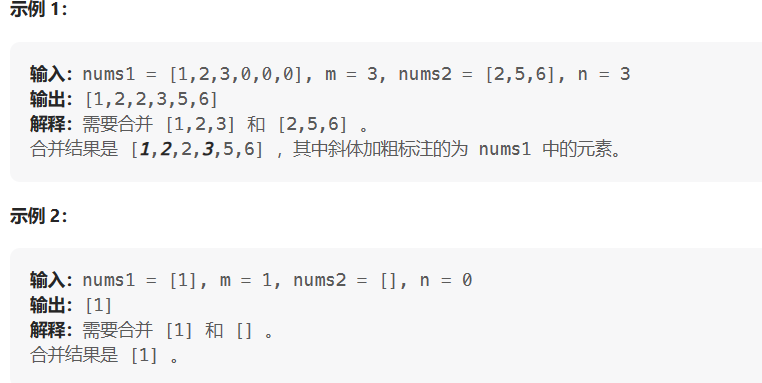 示例 1：
输入：nums1 = [1,2,3,0,0,0], m = 3, nums2 = [2,5,6], n = 3
输出：[1,2,2,3,5,6]
解释：需要合并 [1,2,3] 和 [2,5,6] 。
合并结果是 [1,2,2,3,5,6] ，其中斜体加粗标注的为 nums1 中的元素。
示例 2：
输入：nums1 = [1], m = 1, nums2 = [], n = 0
输出：[1]
解释：需要合并 [1] 和 [] 。
合并结果是 [1] 。